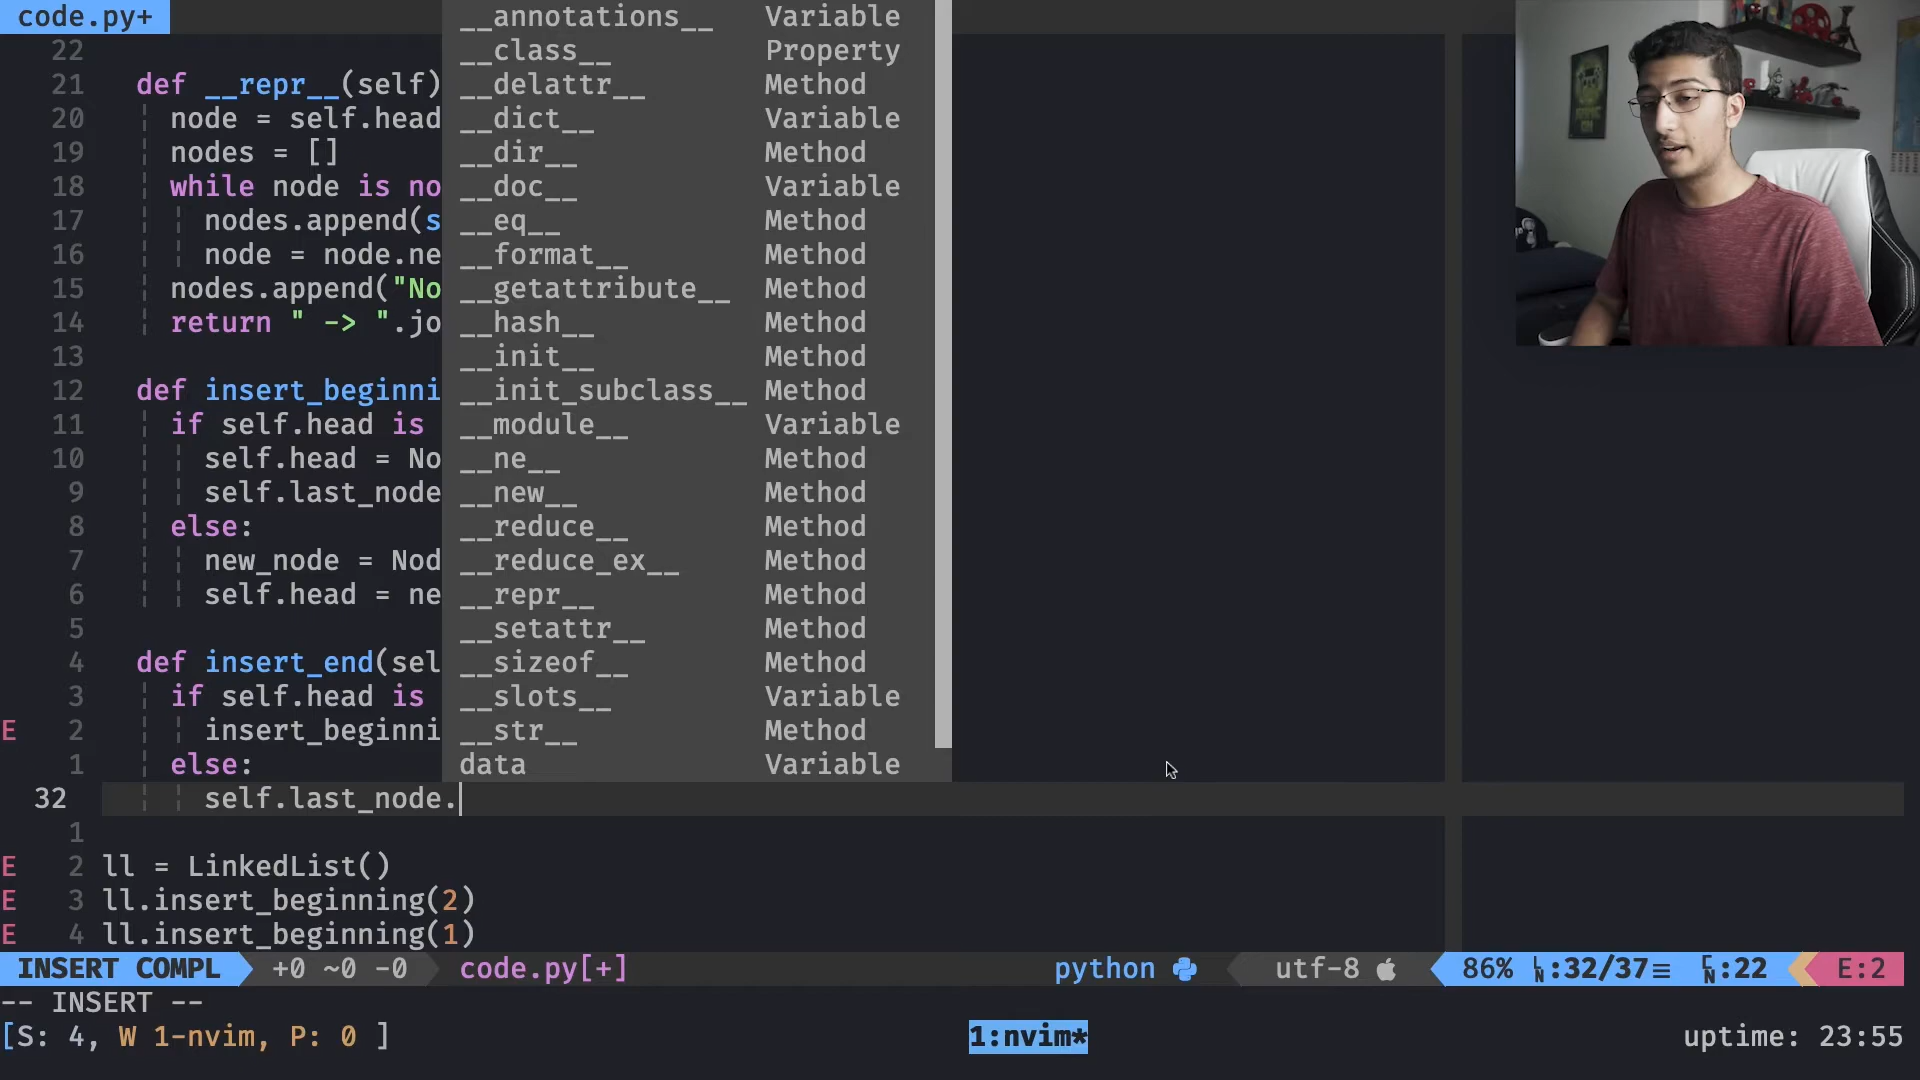 code.py+
22
21 def __repr__(self)
20 node = self.head
19 nodes = []
18 while node is no
17 nodes.append(s
16 node = node.ne
15 nodes.append("No
14 return " -> ".jo
13
12 def insert_beginni
11 if self.head is
10 self.head = No
9 self.last_node
8 else:
7 new_node = Nod
6 self.head = ne
5
4 def insert_end(sel
3 if self.head is
E 2 insert_beginni
1 else:
32 self.last_node.
1
E 2 ll = LinkedList()
E 3 ll.insert_beginning(2)
E 4 ll.insert_beginning(1)
__annotations__ Variable
__class__ Property
__delattr__ Method
__dict__ Variable
__dir__ Method
__doc__ Variable
__eq__ Method
__format__ Method
__getattribute__ Method
__hash__ Method
__init__ Method
__init_subclass__ Method
__module__ Variable
__ne__ Method
__new__ Method
__reduce__ Method
__reduce_ex__ Method
__repr__ Method
__setattr__ Method
__sizeof__ Method
__slots__ Variable
__str__ Method
data Variable
INSERT COMPL +0 ~0 -0 code.py[+] python utf-8 86% LN:32/37≡ CN:22 E:2
-- INSERT --
[S: 4, W 1-nvim, P: 0 ] 1:nvim* uptime: 23:55